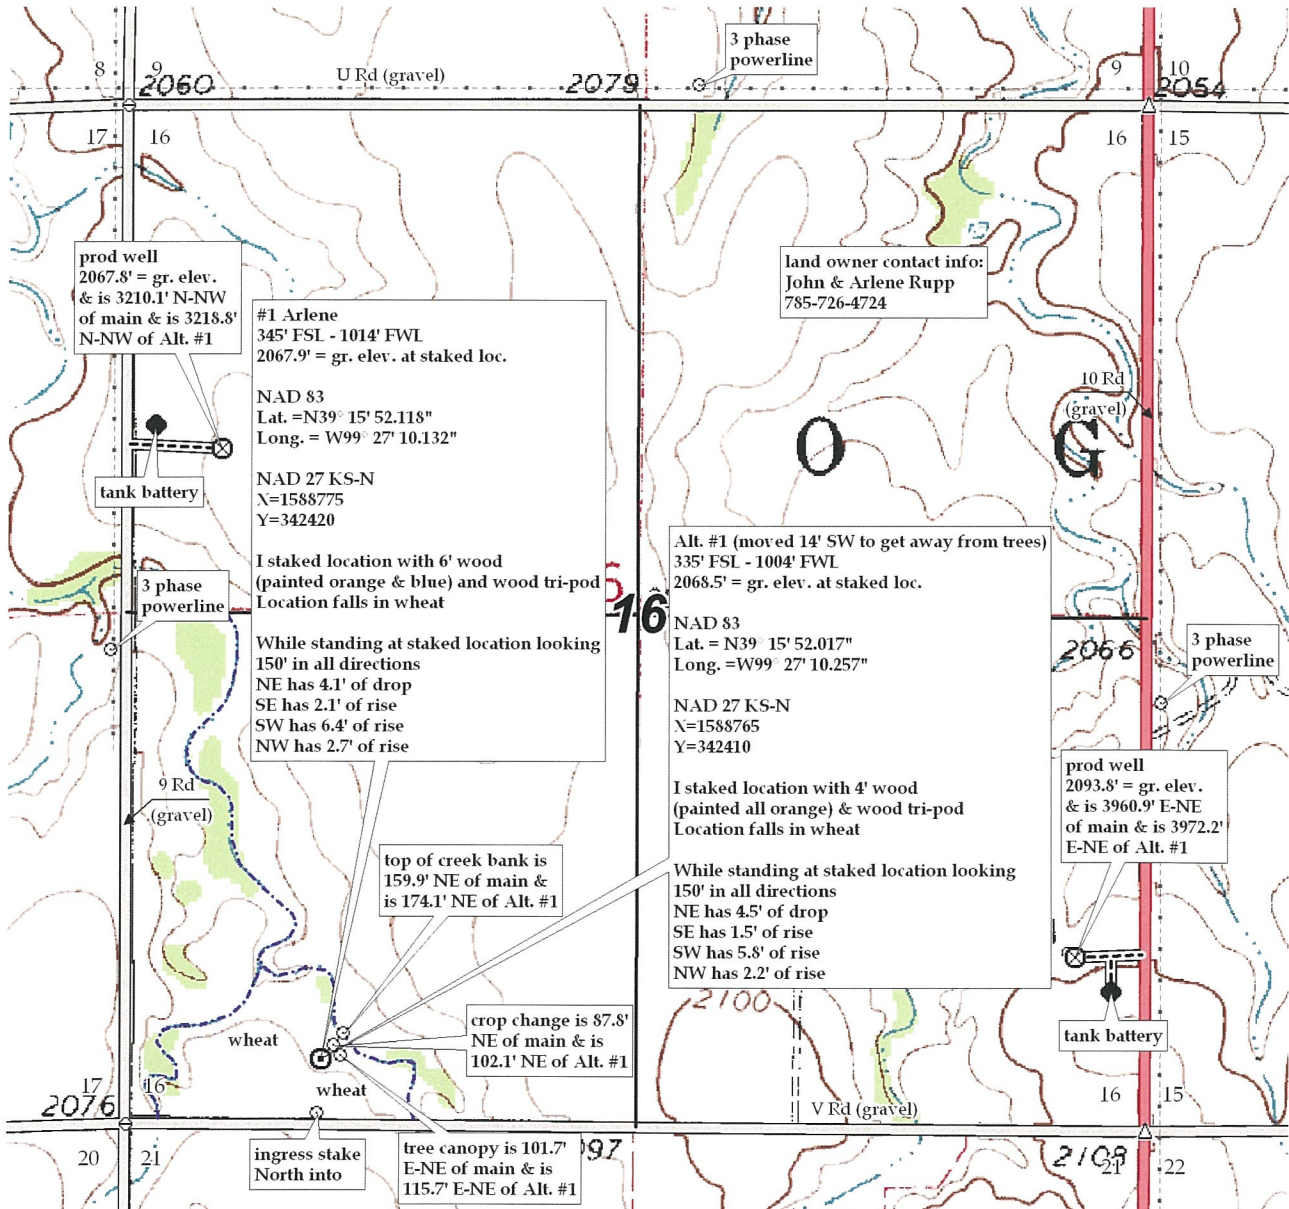 3 phase
powerline
8
9
2060
U Rd (gravel)
2079
9
10
2054
17
16
16
15
prod well
2067.8' = gr. elev.
& is 3210.1' N-NW
of main & is 3218.8'
N-NW of Alt. #1
land owner contact info:
John & Arlene Rupp
785-726-4724
#1 Arlene
345' FSL - 1014' FWL
2067.9' = gr. elev. at staked loc.
NAD 83
Lat. =N39° 15' 52.118"
Long. = W99° 27' 10.132"
NAD 27 KS-N
X=1588775
Y=342420
I staked location with 6' wood
(painted orange & blue) and wood tri-pod
Location falls in wheat
While standing at staked location looking
150' in all directions
NE has 4.1' of drop
SE has 2.1' of rise
SW has 6.4' of rise
NW has 2.7' of rise
10 Rd
(gravel)
O G
tank battery
Alt. #1 (moved 14' SW to get away from trees)
335' FSL - 1004' FWL
2068.5' = gr. elev. at staked loc.
NAD 83
Lat. = N39° 15' 52.017"
Long. =W99° 27' 10.257"
NAD 27 KS-N
X=1588765
Y=342410
I staked location with 4' wood
(painted all orange) & wood tri-pod
Location falls in wheat
While standing at staked location looking
150' in all directions
NE has 4.5' of drop
SE has 1.5' of rise
SW has 5.8' of rise
NW has 2.2' of rise
3 phase
powerline
16
2066
3 phase
powerline
9 Rd
(gravel)
prod well
2093.8' = gr. elev.
& is 3960.9' E-NE
of main & is 3972.2'
E-NE of Alt. #1
top of creek bank is
159.9' NE of main &
is 174.1' NE of Alt. #1
2100
crop change is 87.8'
NE of main & is
102.1' NE of Alt. #1
tank battery
wheat
wheat
17
16
2076
V Rd (gravel)
16
15
20
21
ingress stake
North into
tree canopy is 101.7'
E-NE of main & is
115.7' E-NE of Alt. #1
097
2109
21
22